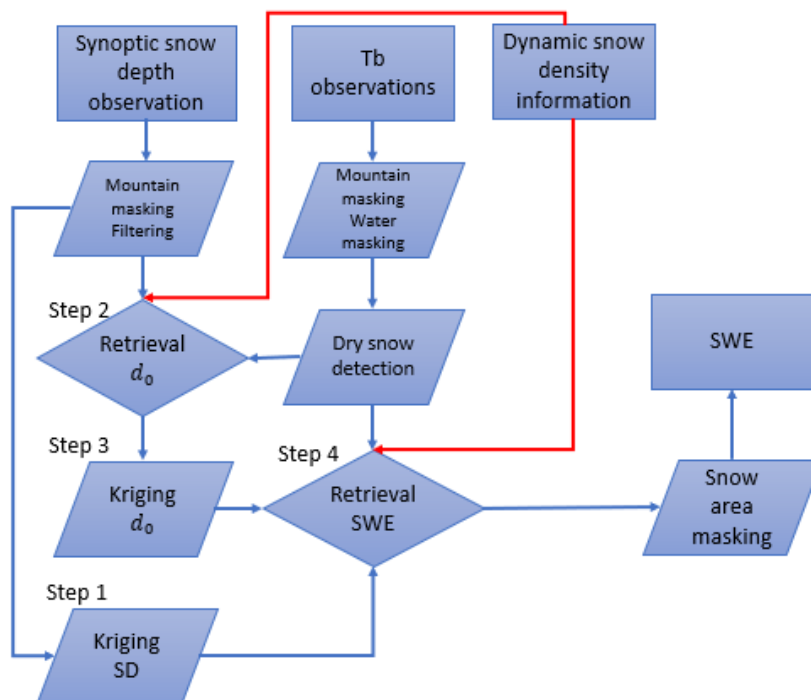 Synoptic snow
depth
observation
Tb
observations
Dynamic snow
density
information
Mountain
masking
Filtering
Mountain
masking
Water
masking
Step 2
Retrieval
d₀
Dry snow
detection
SWE
Step 3
Kriging
d₀
Step 4
Retrieval
SWE
Snow
area
masking
Step 1
Kriging
SD